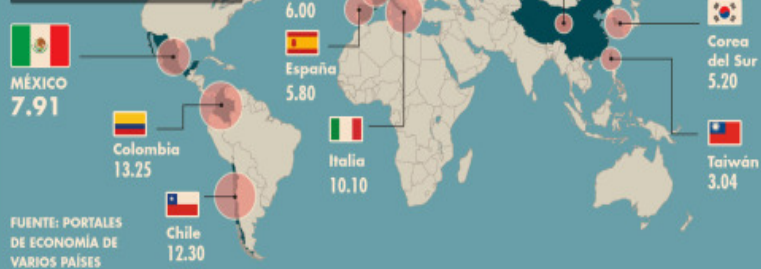 6.00
España
5.80
MÉXICO
7.91
Colombia
13.25
Italia
10.10
Chile
12.30
Corea
del Sur
5.20
Taiwán
3.04
FUENTE: PORTALES
DE ECONOMÍA DE
VARIOS PAÍSES